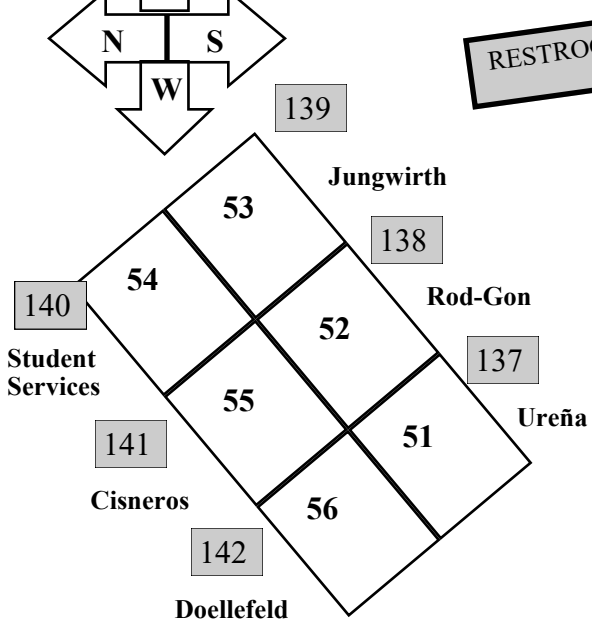 N S
W
139
Jungwirth
53
138
54
Rod-Gon
52
140
137
Student
Services
55
Ureña
51
141
Cisneros
56
142
Doellefeld